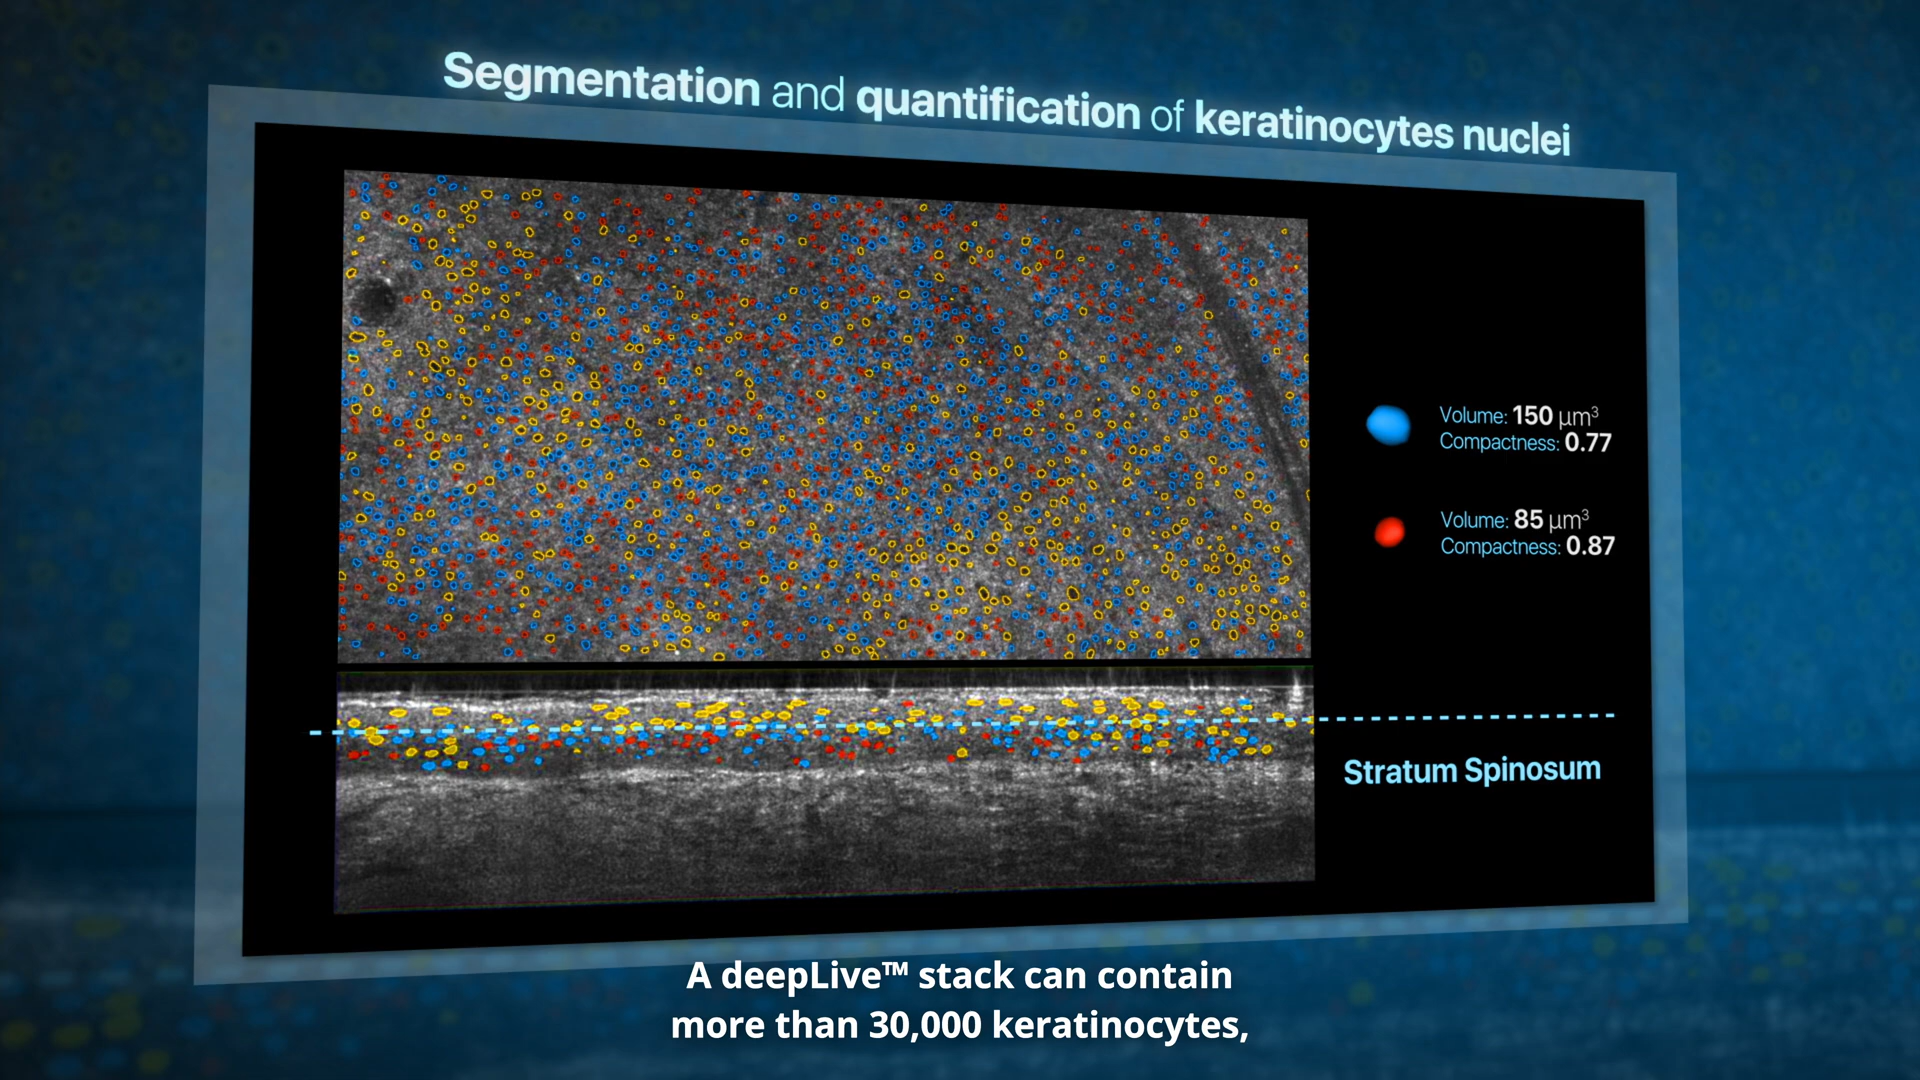 Segmentation and quantification of keratinocytes nuclei
Volume: 150 µm³
Compactness: 0.77
Volume: 85 µm³
Compactness: 0.87
Stratum Spinosum
A deepLive™ stack can contain
more than 30,000 keratinocytes,